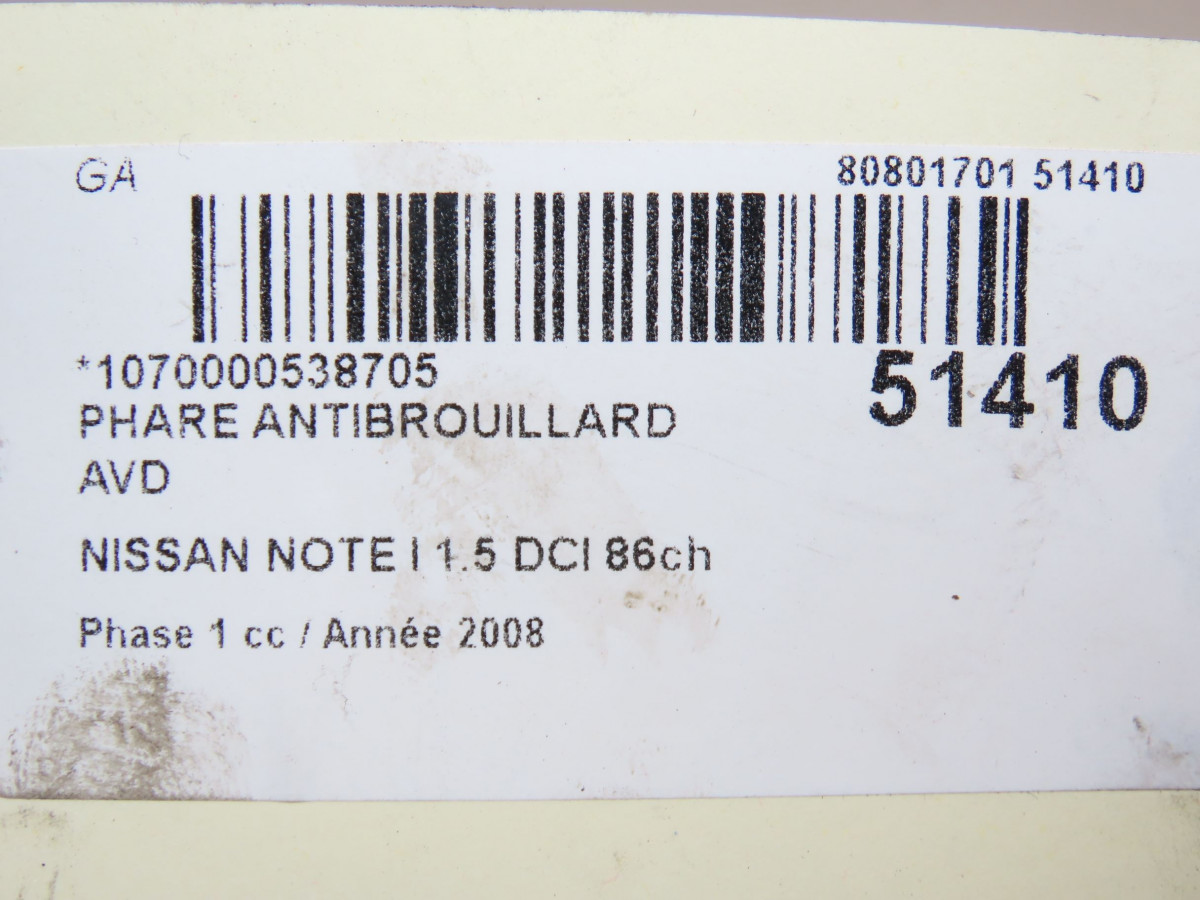 GA
80801701 51410
*1070000538705
51410
PHARE ANTIBROUILLARD
AVD
NISSAN NOTE I 1.5 DCI 86ch
Phase 1 cc / Année 2008